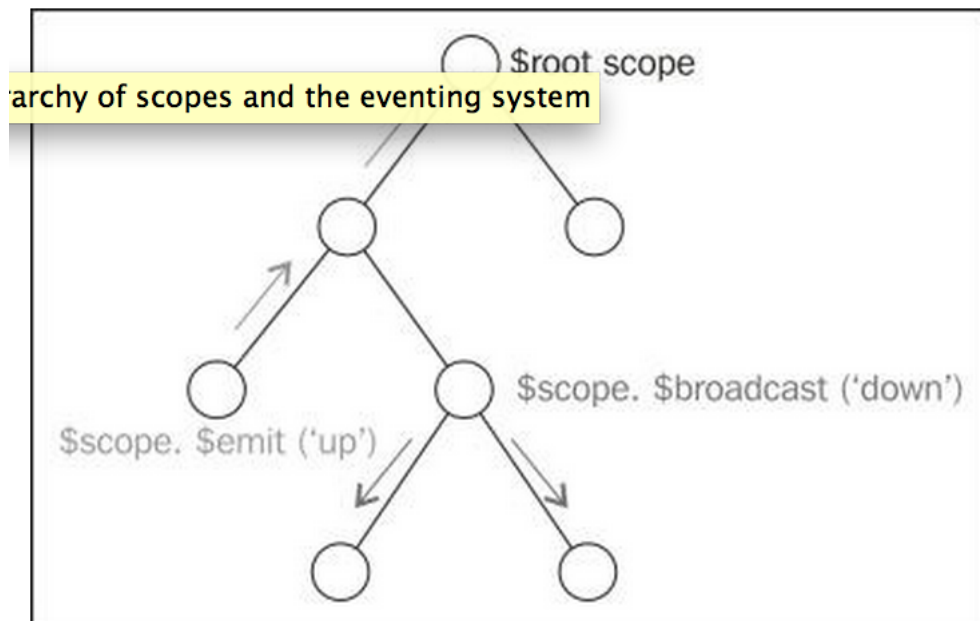 $root scope
rarchy of scopes and the eventing system
$scope. $broadcast (‘down’)
$scope. $emit (‘up’)